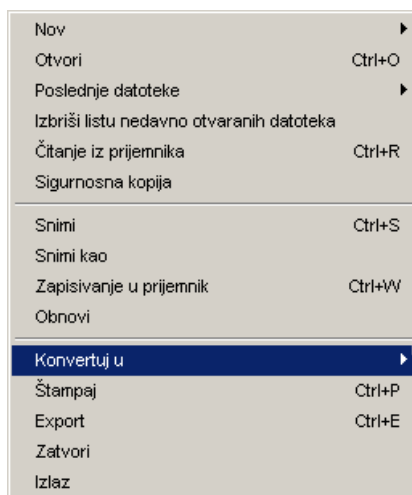 Nov
Otvori Ctrl+O
Poslednje datoteke
Izbriši listu nedavno otvaranih datoteka
Čitanje iz prijemnika Ctrl+R
Sigurnosna kopija
Snimi Ctrl+S
Snimi kao
Zapisivanje u prijemnik Ctrl+W
Obnovi
Konvertuj u
Štampaj Ctrl+P
Export Ctrl+E
Zatvori
Izlaz